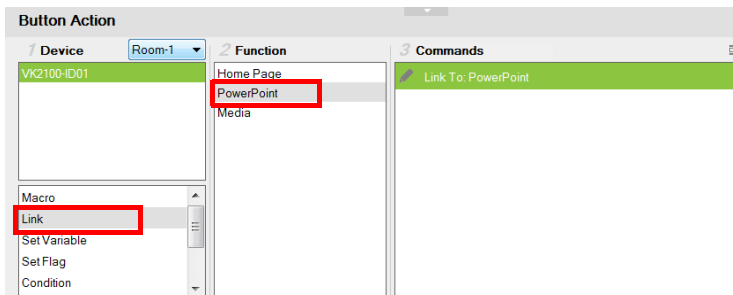 Button Action
1 Device
Room-1
2 Function
3 Commands
VK2100-ID01
Home Page
PowerPoint
Media
Link To: PowerPoint
Macro
Link
Set Variable
Set Flag
Condition